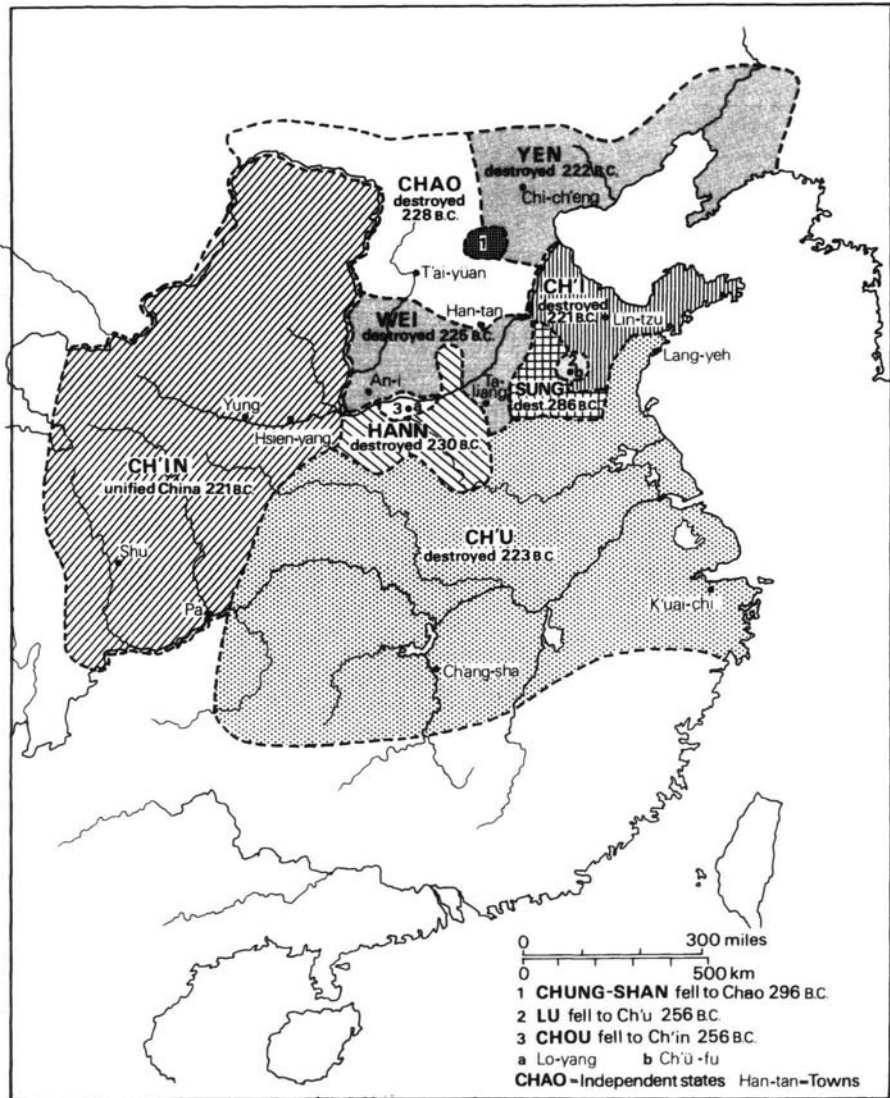 YEN
destroyed 222 B.C.
Chi-ch'eng
CHAO
destroyed
228 B.C.
1
T'ai-yüan
CH'I
destroyed
221 B.C.
Lin-tzu
Han-tan
WEI
destroyed 225 B.C.
Lang-yeh
2
b
An-i
Ta-
liang
SUNG
dest. 286 B.C.
3 a
Yung
Hsien-yang
HANN
destroyed 230 B.C.
CH'IN
unified China 221 B.C.
CH'U
destroyed 223 B.C
Shu
K'uai-chi
Pa
Ch'ang-sha
0 300 miles
0 500 km
1 CHUNG-SHAN fell to Chao 296 B.C.
2 LU fell to Ch'u 256 B.C.
3 CHOU fell to Ch'in 256 B.C.
a Lo-yang b Ch'ü-fu
CHAO=Independent states Han-tan=Towns